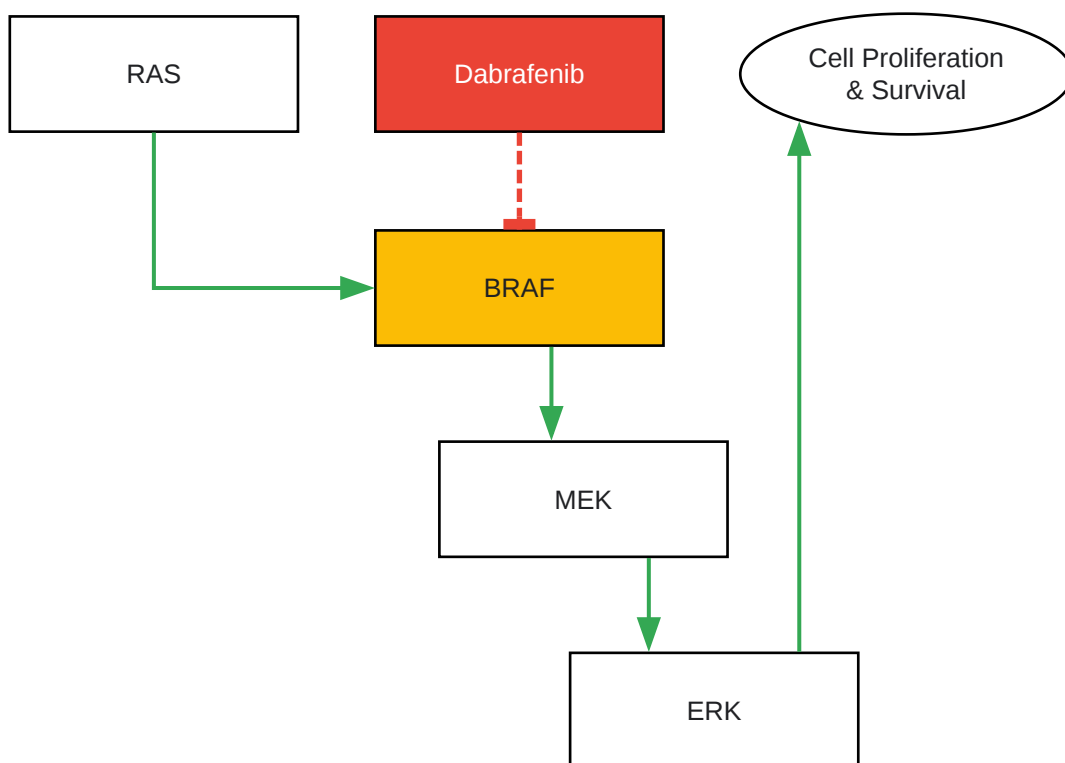 RAS
Dabrafenib
Cell Proliferation
& Survival
BRAF
MEK
ERK